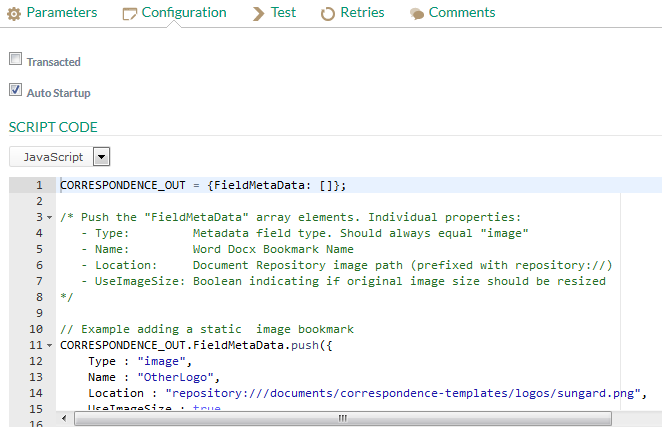 Parameters Configuration Test Retries Comments
Transacted
Auto Startup
SCRIPT CODE
JavaScript
1 CORRESPONDENCE_OUT = {FieldMetaData: []};
2
3 /* Push the "FieldMetaData" array elements. Individual properties:
4 - Type: Metadata field type. Should always equal "image"
5 - Name: Word Docx Bookmark Name
6 - Location: Document Repository image path (prefixed with repository://)
7 - UseImageSize: Boolean indicating if original image size should be resized
8 */
9
10 // Example adding a static image bookmark
11 CORRESPONDENCE_OUT.FieldMetaData.push({
12 Type : "image",
13 Name : "OtherLogo",
14 Location : "repository:///documents/correspondence-templates/logos/sungard.png",
15 UseImageSize : true